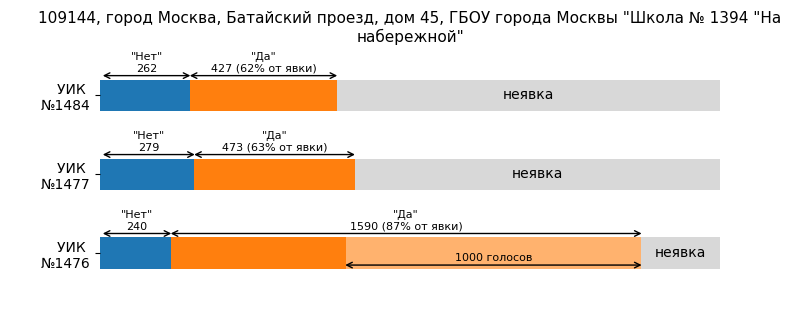 109144, город Москва, Батайский проезд, дом 45, ГБОУ города Москвы "Школа № 1394 "На
набережной"
"Нет" "Да"
262 427 (62% от явки)
УИК
№1484
неявка
"Нет" "Да"
279 473 (63% от явки)
УИК
№1477
неявка
"Нет" "Да"
240 1590 (87% от явки)
УИК
№1476
неявка
1000 голосов